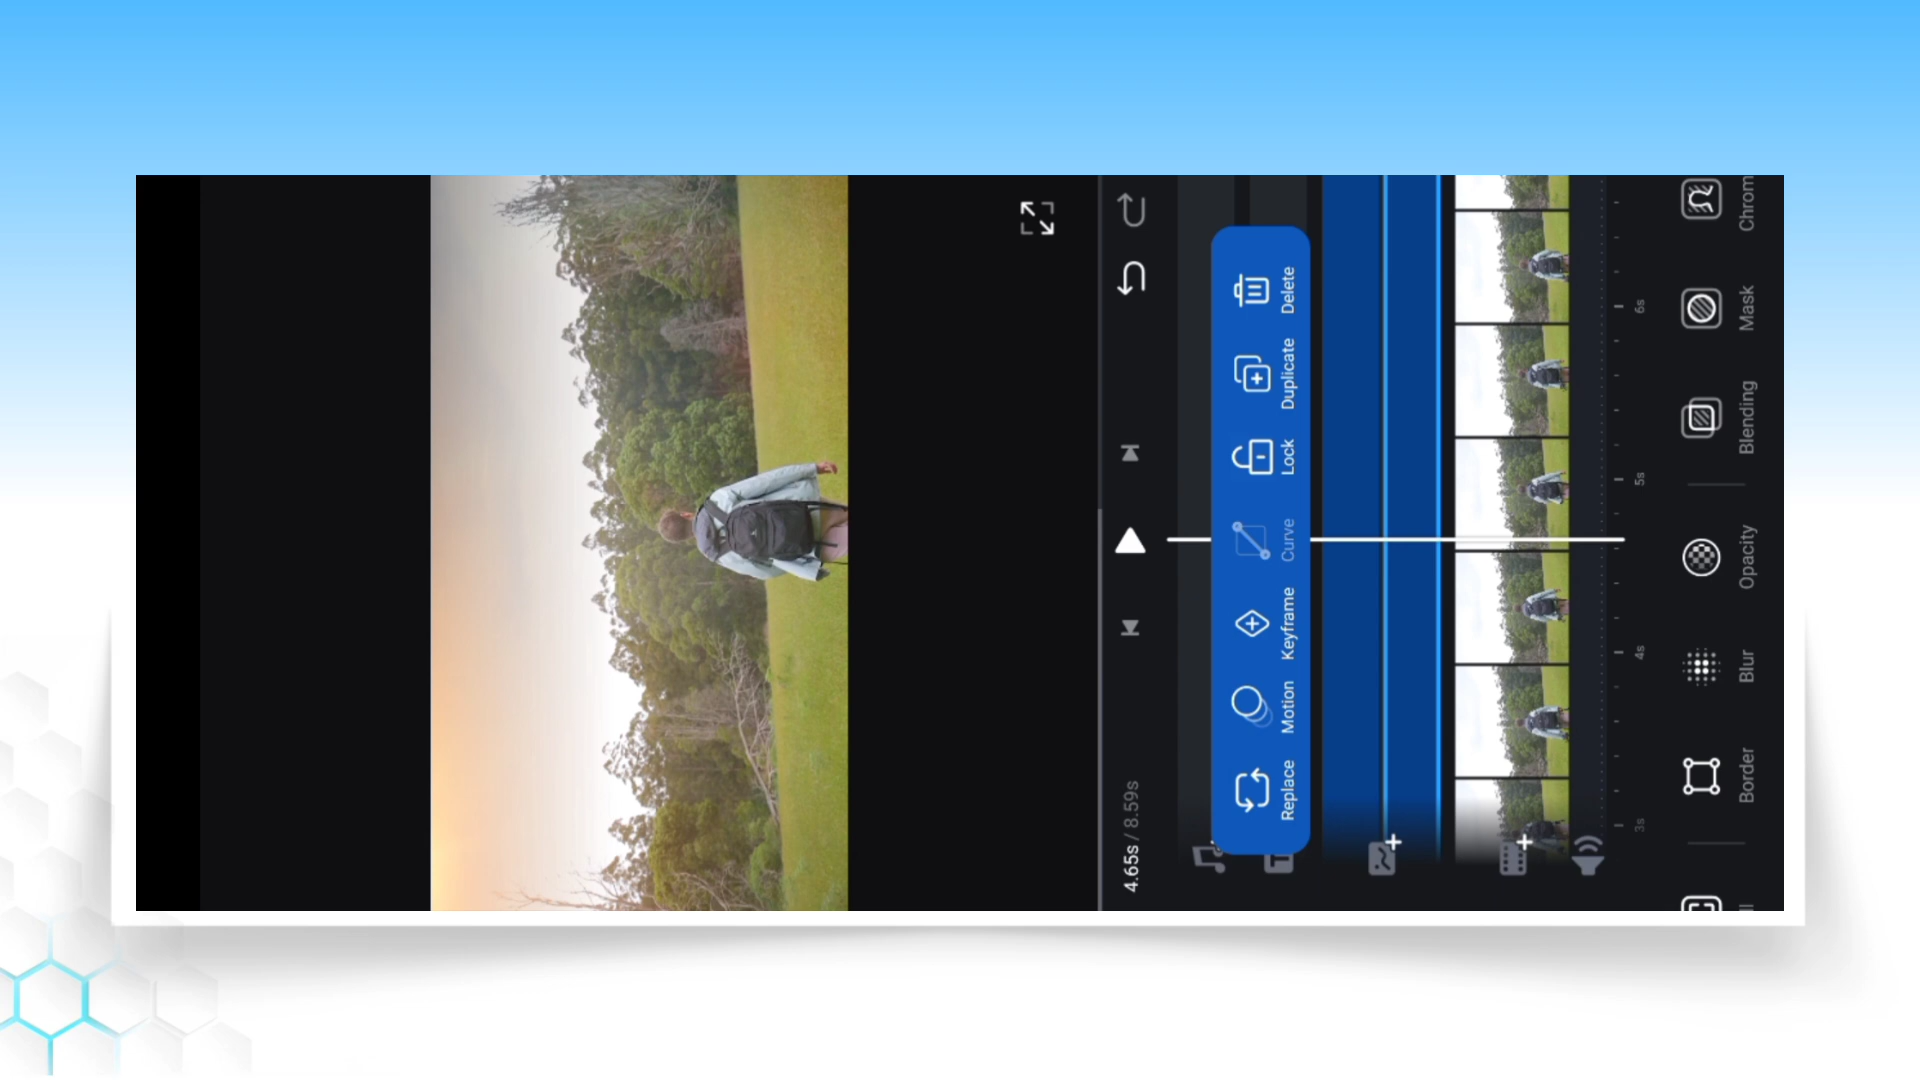 4.65s / 8.59s
Replace
Motion
Keyframe
Curve
Lock
Duplicate
Delete
3s
4s
5s
6s
Border
Blur
Opacity
Blending
Mask
Chrom